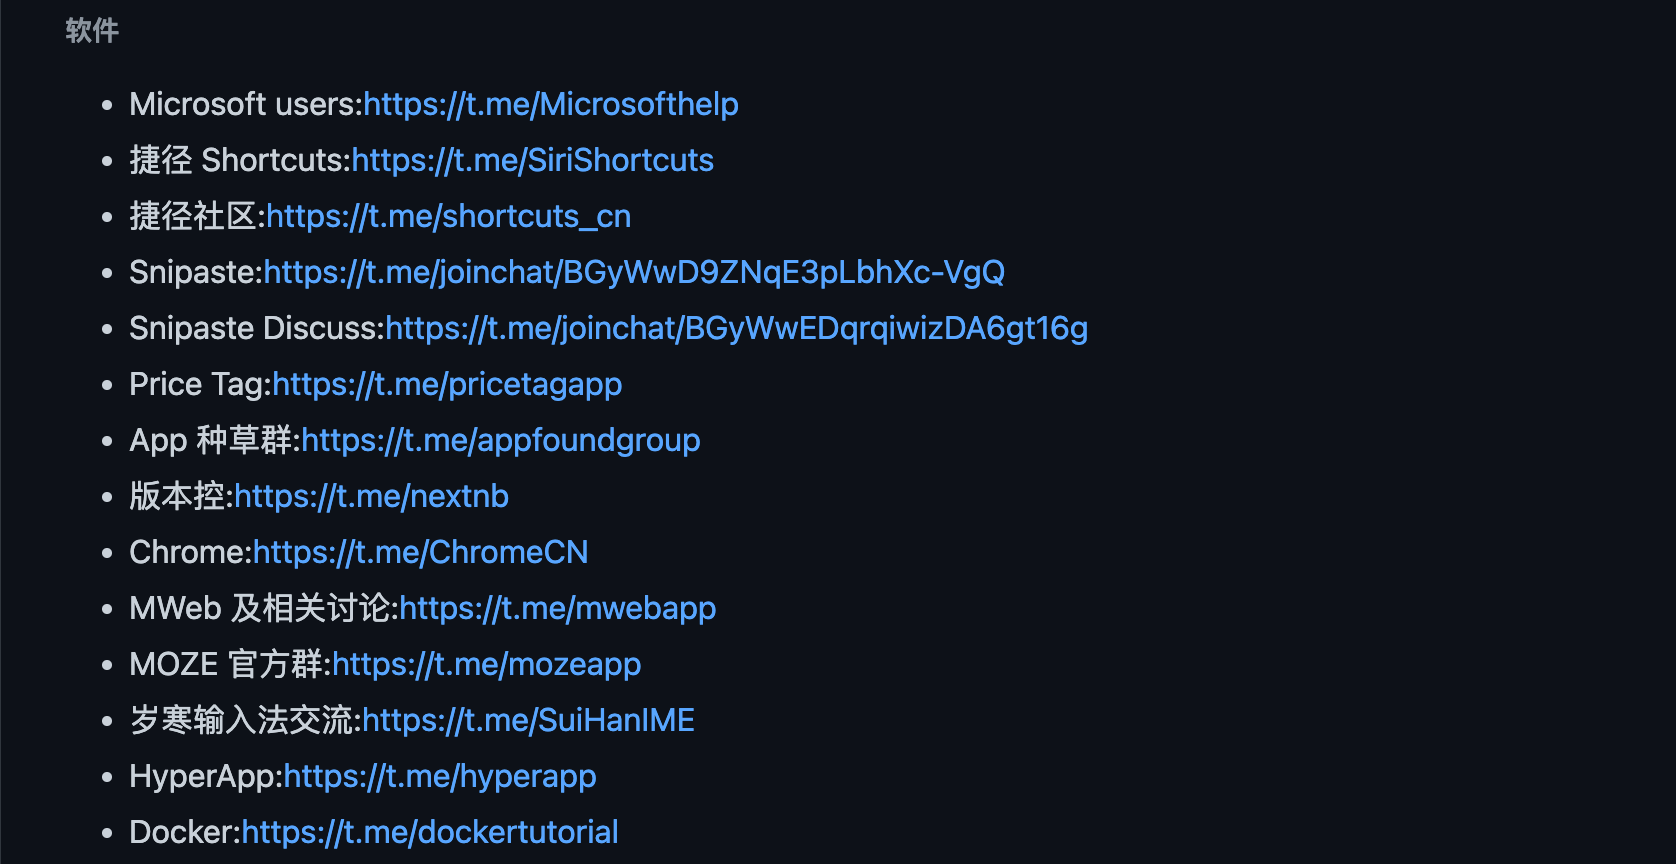 软件
Microsoft users:https://t.me/Microsofthelp
捷径 Shortcuts:https://t.me/SiriShortcuts
捷径社区:https://t.me/shortcuts_cn
Snipaste:https://t.me/joinchat/BGyWwD9ZNqE3pLbhXc-VgQ
Snipaste Discuss:https://t.me/joinchat/BGyWwEDqrqiwizDA6gt16g
Price Tag:https://t.me/pricetagapp
App 种草群:https://t.me/appfoundgroup
版本控:https://t.me/nextnb
Chrome:https://t.me/ChromeCN
MWeb 及相关讨论:https://t.me/mwebapp
MOZE 官方群:https://t.me/mozeapp
岁寒输入法交流:https://t.me/SuiHanIME
HyperApp:https://t.me/hyperapp
Docker:https://t.me/dockertutorial